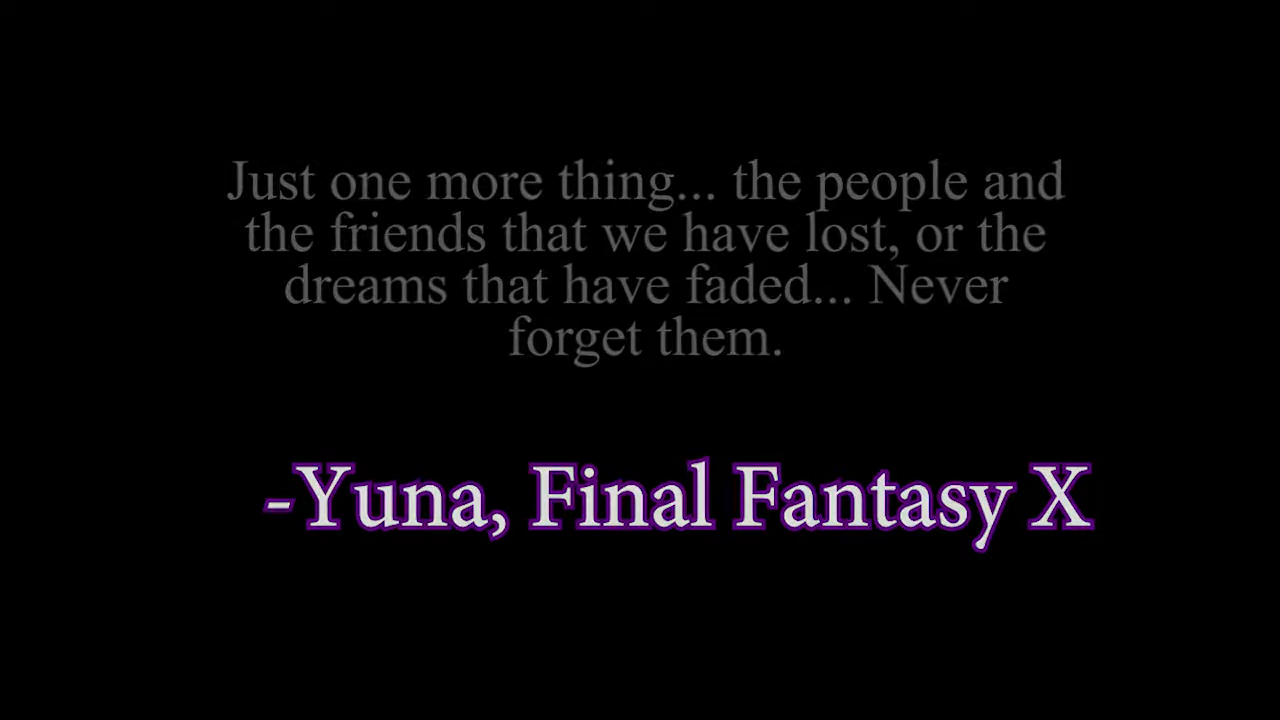 Just one more thing... the people and
the friends that we have lost, or the
dreams that have faded... Never
forget them.
-Yuna, Final Fantasy X